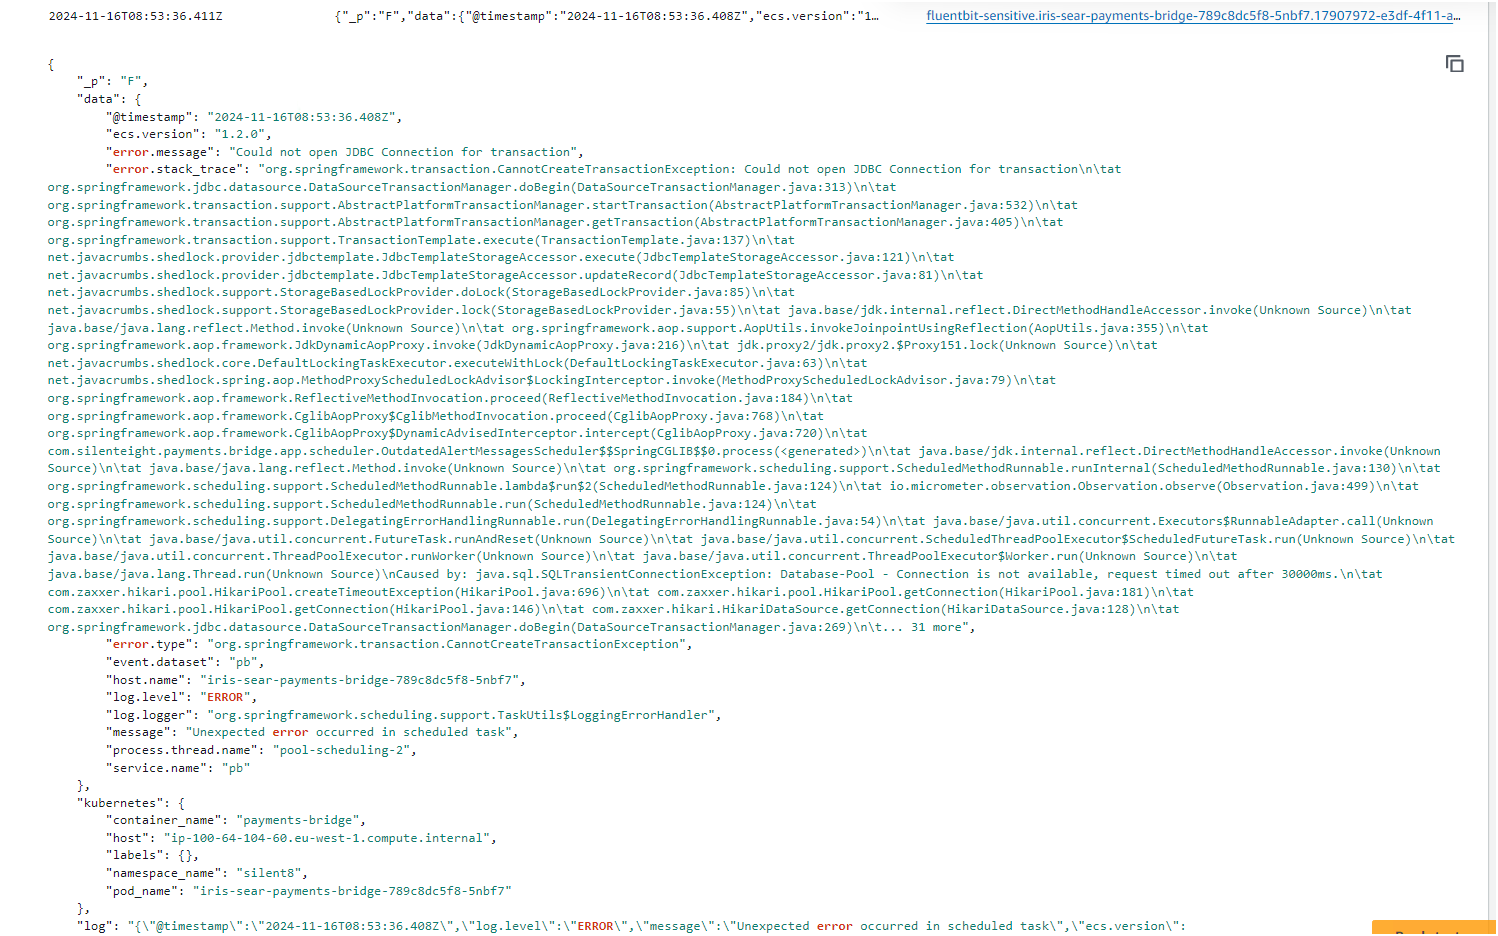 2024-11-16T08:53:36.411Z {"_p":"F","data":{"@timestamp":"2024-11-16T08:53:36.408Z","ecs.version":"1... fluentbit-sensitive.iris-sear-payments-bridge-789c8dc5f8-5nbf7.17907972-e3df-4f11-a...
{
"_p": "F",
"data": {
"@timestamp": "2024-11-16T08:53:36.408Z",
"ecs.version": "1.2.0",
"error.message": "Could not open JDBC Connection for transaction",
"error.stack_trace": "org.springframework.transaction.CannotCreateTransactionException: Could not open JDBC Connection for transaction\n\tat
org.springframework.jdbc.datasource.DataSourceTransactionManager.doBegin(DataSourceTransactionManager.java:313)\n\tat
org.springframework.transaction.support.AbstractPlatformTransactionManager.startTransaction(AbstractPlatformTransactionManager.java:532)\n\tat
org.springframework.transaction.support.AbstractPlatformTransactionManager.getTransaction(AbstractPlatformTransactionManager.java:405)\n\tat
org.springframework.transaction.support.TransactionTemplate.execute(TransactionTemplate.java:137)\n\tat
net.javacrumbs.shedlock.provider.jdbctemplate.JdbcTemplateStorageAccessor.execute(JdbcTemplateStorageAccessor.java:121)\n\tat
net.javacrumbs.shedlock.provider.jdbctemplate.JdbcTemplateStorageAccessor.updateRecord(JdbcTemplateStorageAccessor.java:81)\n\tat
net.javacrumbs.shedlock.support.StorageBasedLockProvider.doLock(StorageBasedLockProvider.java:85)\n\tat
net.javacrumbs.shedlock.support.StorageBasedLockProvider.lock(StorageBasedLockProvider.java:55)\n\tat java.base/jdk.internal.reflect.DirectMethodHandleAccessor.invoke(Unknown Source)\n\tat
java.base/java.lang.reflect.Method.invoke(Unknown Source)\n\tat org.springframework.aop.support.AopUtils.invokeJoinpointUsingReflection(AopUtils.java:355)\n\tat
org.springframework.aop.framework.JdkDynamicAopProxy.invoke(JdkDynamicAopProxy.java:216)\n\tat jdk.proxy2/jdk.proxy2.$Proxy151.lock(Unknown Source)\n\tat
net.javacrumbs.shedlock.core.DefaultLockingTaskExecutor.executeWithLock(DefaultLockingTaskExecutor.java:63)\n\tat
net.javacrumbs.shedlock.spring.aop.MethodProxyScheduledLockAdvisor$LockingInterceptor.invoke(MethodProxyScheduledLockAdvisor.java:79)\n\tat
org.springframework.aop.framework.ReflectiveMethodInvocation.proceed(ReflectiveMethodInvocation.java:184)\n\tat
org.springframework.aop.framework.CglibAopProxy$CglibMethodInvocation.proceed(CglibAopProxy.java:768)\n\tat
org.springframework.aop.framework.CglibAopProxy$DynamicAdvisedInterceptor.intercept(CglibAopProxy.java:720)\n\tat
com.silenteight.payments.bridge.app.scheduler.OutdatedAlertMessagesScheduler$$SpringCGLIB$$0.process(<generated>)\n\tat java.base/jdk.internal.reflect.DirectMethodHandleAccessor.invoke(Unknown
Source)\n\tat java.base/java.lang.reflect.Method.invoke(Unknown Source)\n\tat org.springframework.scheduling.support.ScheduledMethodRunnable.runInternal(ScheduledMethodRunnable.java:130)\n\tat
org.springframework.scheduling.support.ScheduledMethodRunnable.lambda$run$2(ScheduledMethodRunnable.java:124)\n\tat io.micrometer.observation.Observation.observe(Observation.java:499)\n\tat
org.springframework.scheduling.support.ScheduledMethodRunnable.run(ScheduledMethodRunnable.java:124)\n\tat
org.springframework.scheduling.support.DelegatingErrorHandlingRunnable.run(DelegatingErrorHandlingRunnable.java:54)\n\tat java.base/java.util.concurrent.Executors$RunnableAdapter.call(Unknown
Source)\n\tat java.base/java.util.concurrent.FutureTask.runAndReset(Unknown Source)\n\tat java.base/java.util.concurrent.ScheduledThreadPoolExecutor$ScheduledFutureTask.run(Unknown Source)\n\tat
java.base/java.util.concurrent.ThreadPoolExecutor.runWorker(Unknown Source)\n\tat java.base/java.util.concurrent.ThreadPoolExecutor$Worker.run(Unknown Source)\n\tat
java.base/java.lang.Thread.run(Unknown Source)\nCaused by: java.sql.SQLTransientConnectionException: Database-Pool - Connection is not available, request timed out after 30000ms.\n\tat
com.zaxxer.hikari.pool.HikariPool.createTimeoutException(HikariPool.java:696)\n\tat com.zaxxer.hikari.pool.HikariPool.getConnection(HikariPool.java:181)\n\tat
com.zaxxer.hikari.pool.HikariPool.getConnection(HikariPool.java:146)\n\tat com.zaxxer.hikari.HikariDataSource.getConnection(HikariDataSource.java:128)\n\tat
org.springframework.jdbc.datasource.DataSourceTransactionManager.doBegin(DataSourceTransactionManager.java:269)\n\t... 31 more",
"error.type": "org.springframework.transaction.CannotCreateTransactionException",
"event.dataset": "pb",
"host.name": "iris-sear-payments-bridge-789c8dc5f8-5nbf7",
"log.level": "ERROR",
"log.logger": "org.springframework.scheduling.support.TaskUtils$LoggingErrorHandler",
"message": "Unexpected error occurred in scheduled task",
"process.thread.name": "pool-scheduling-2",
"service.name": "pb"
},
"kubernetes": {
"container_name": "payments-bridge",
"host": "ip-100-64-104-60.eu-west-1.compute.internal",
"labels": {},
"namespace_name": "silent8",
"pod_name": "iris-sear-payments-bridge-789c8dc5f8-5nbf7"
},
"log": "{\"@timestamp\":\"2024-11-16T08:53:36.408Z\",\"log.level\":\"ERROR\",\"message\":\"Unexpected error occurred in scheduled task\",\"ecs.version\":